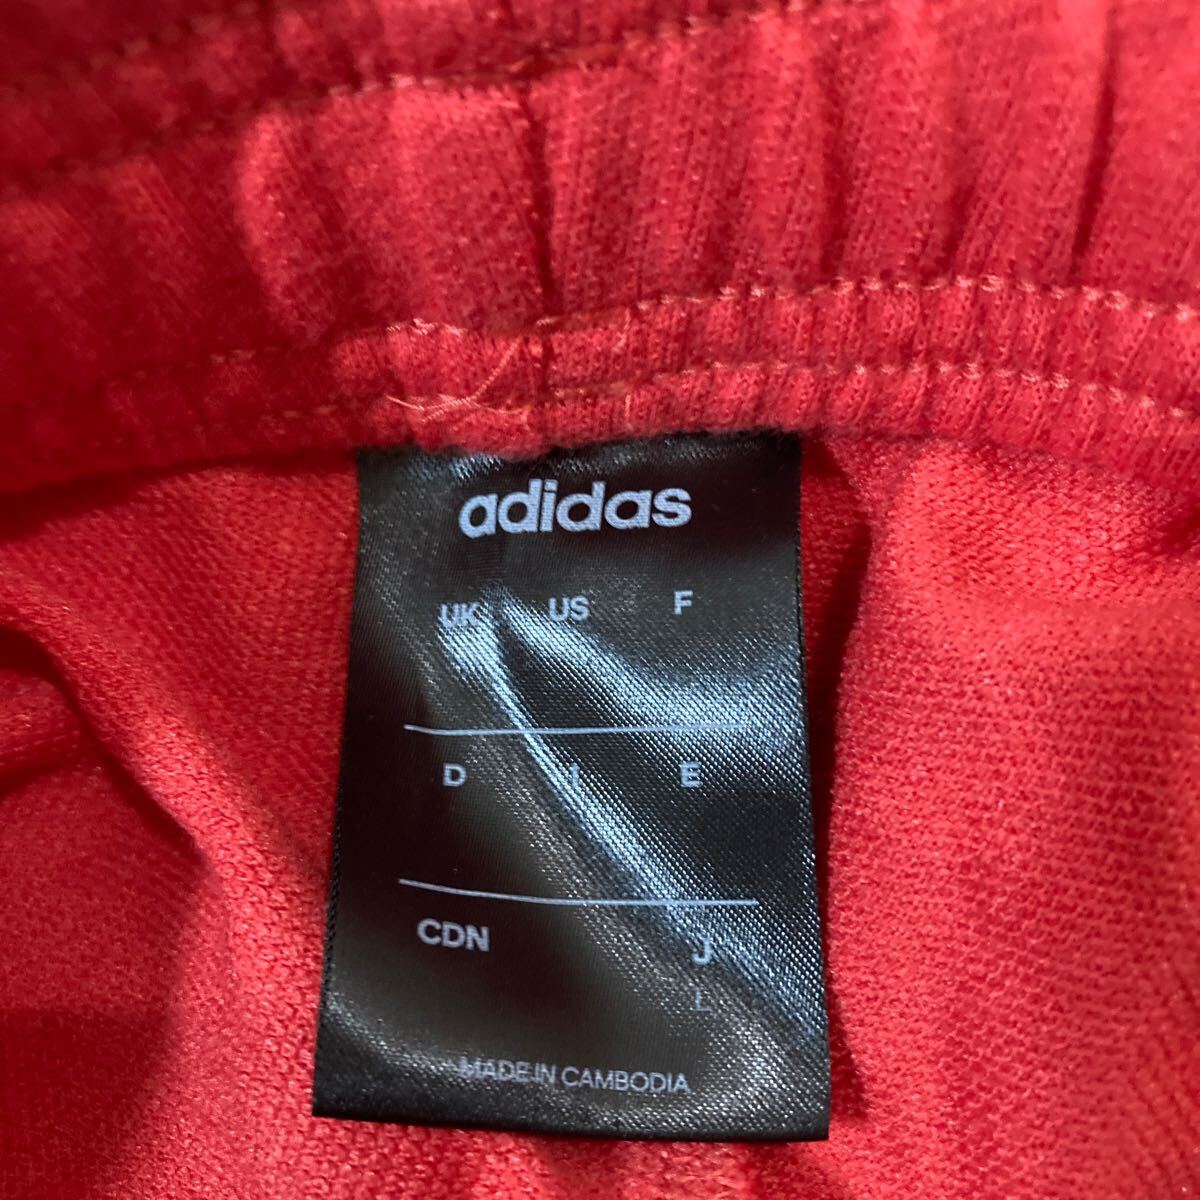 adidas
UK US F
D I E
CDN J
L
MADE IN CAMBODIA